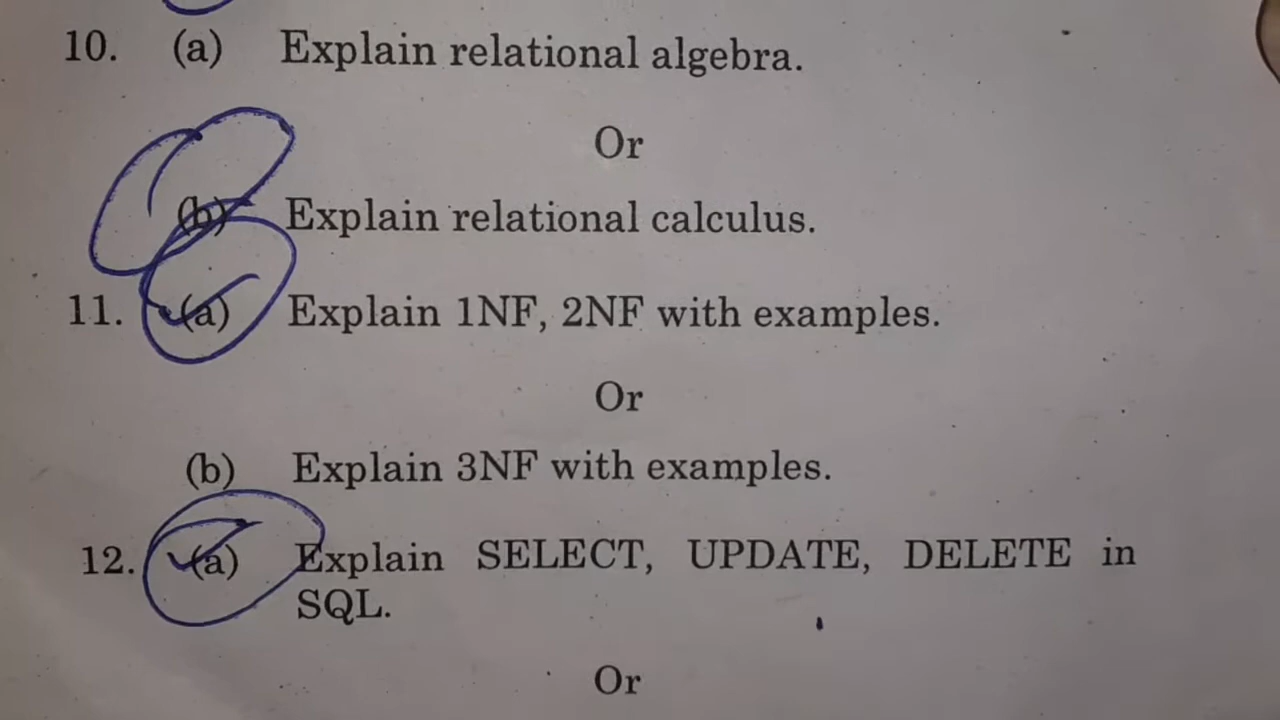 10. (a) Explain relational algebra.
Or
(b) Explain relational calculus.
11. (a) Explain 1NF, 2NF with examples.
Or
(b) Explain 3NF with examples.
12. (a) Explain SELECT, UPDATE, DELETE in
SQL.
Or